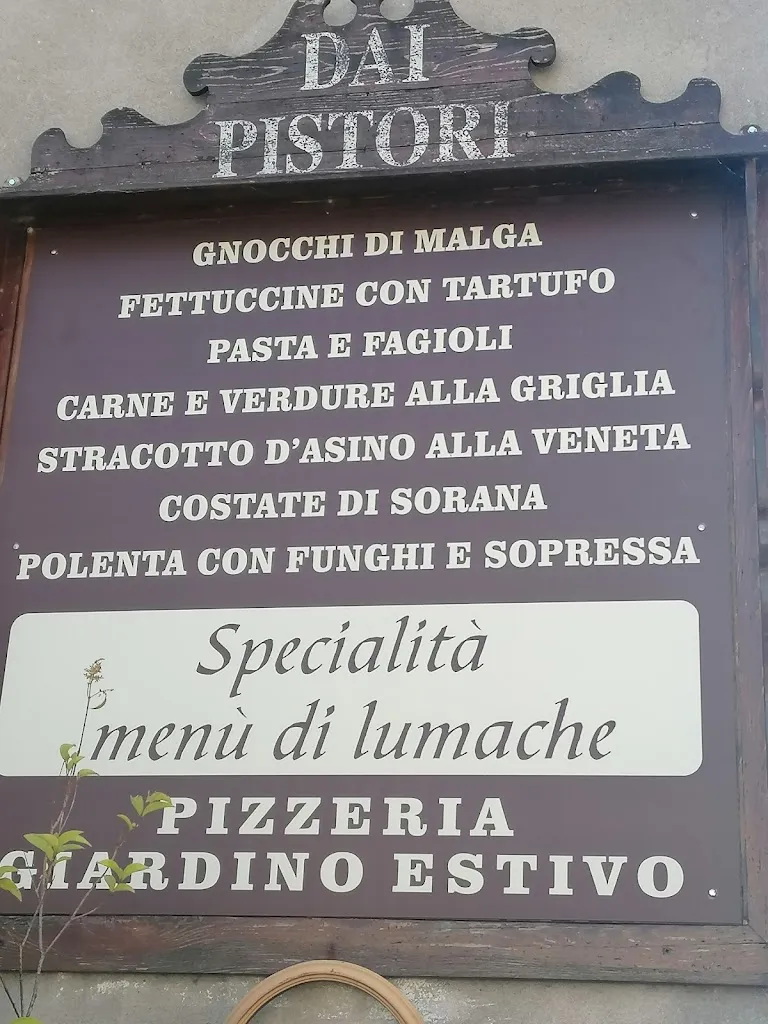 DAI
PISTORI
GNOCCHI DI MALGA
FETTUCCINE CON TARTUFO
PASTA E FAGIOLI
CARNE E VERDURE ALLA GRIGLIA
STRACOTTO D'ASINO ALLA VENETA
COSTATE DI SORANA
POLENTA CON FUNGHI E SOPRESSA
Specialità
menù di lumache
PIZZERIA
GIARDINO ESTIVO